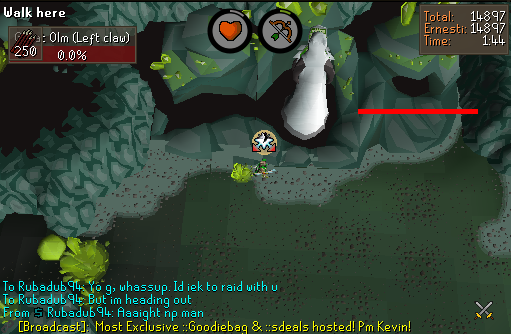 Walk here
: Olm (Left claw)
250
0.0%
Total: 14897
Ernesti: 14897
Time: 1:44
To Rubadub94: Yo g, whassup. Id iek to raid with u
To Rubadub94: But im heading out
From Rubadub94: Aaaight np man
[Broadcast]: Most Exclusive ::Goodiebag & ::sdeals hosted! Pm Kevin!